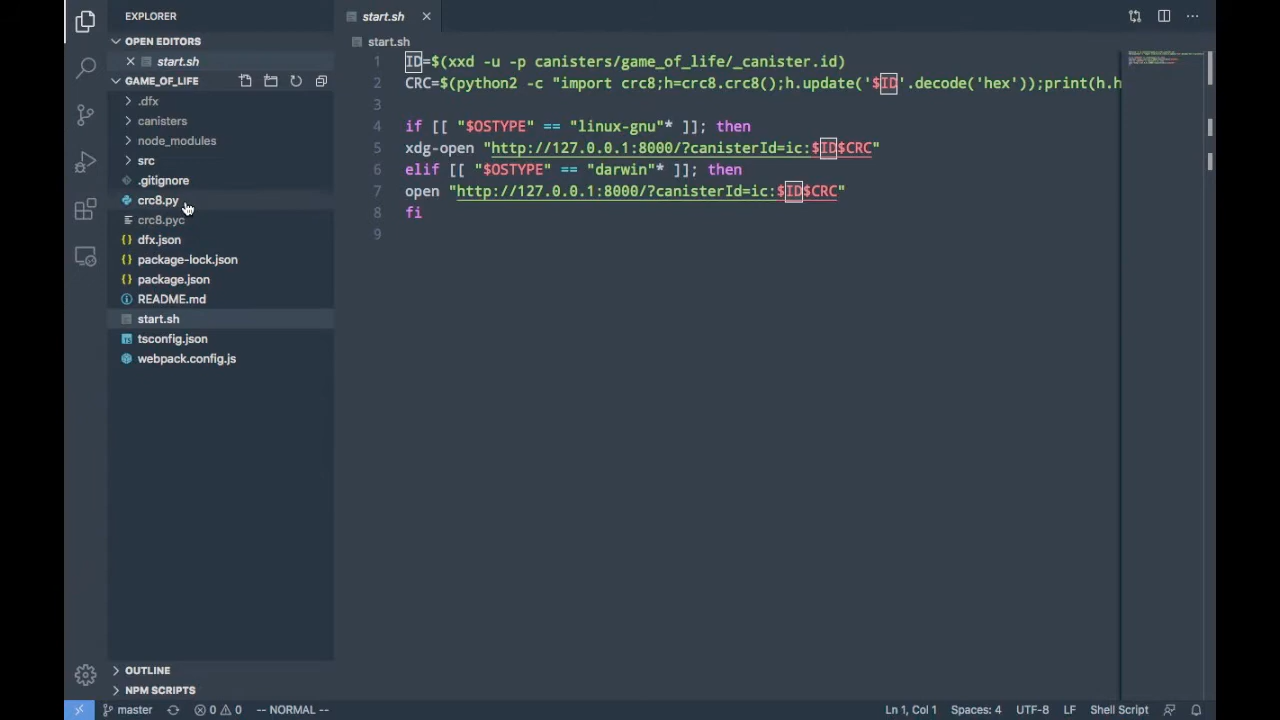 EXPLORER
OPEN EDITORS
start.sh
GAME_OF_LIFE
.dfx
canisters
node_modules
src
.gitignore
crc8.py
crc8.pyc
dfx.json
package-lock.json
package.json
README.md
start.sh
tsconfig.json
webpack.config.js
OUTLINE
NPM SCRIPTS
start.sh
start.sh
1 ID=$(xxd -u -p canisters/game_of_life/_canister.id)
2 CRC=$(python2 -c "import crc8;h=crc8.crc8();h.update('$ID'.decode('hex'));print(h.h
3
4 if [[ "$OSTYPE" == "linux-gnu"* ]]; then
5 xdg-open "http://127.0.0.1:8000/?canisterId=ic:$ID$CRC"
6 elif [[ "$OSTYPE" == "darwin"* ]]; then
7 open "http://127.0.0.1:8000/?canisterId=ic:$ID$CRC"
8 fi
9
master 0 0 -- NORMAL -- Ln 1, Col 1 Spaces: 4 UTF-8 LF Shell Script